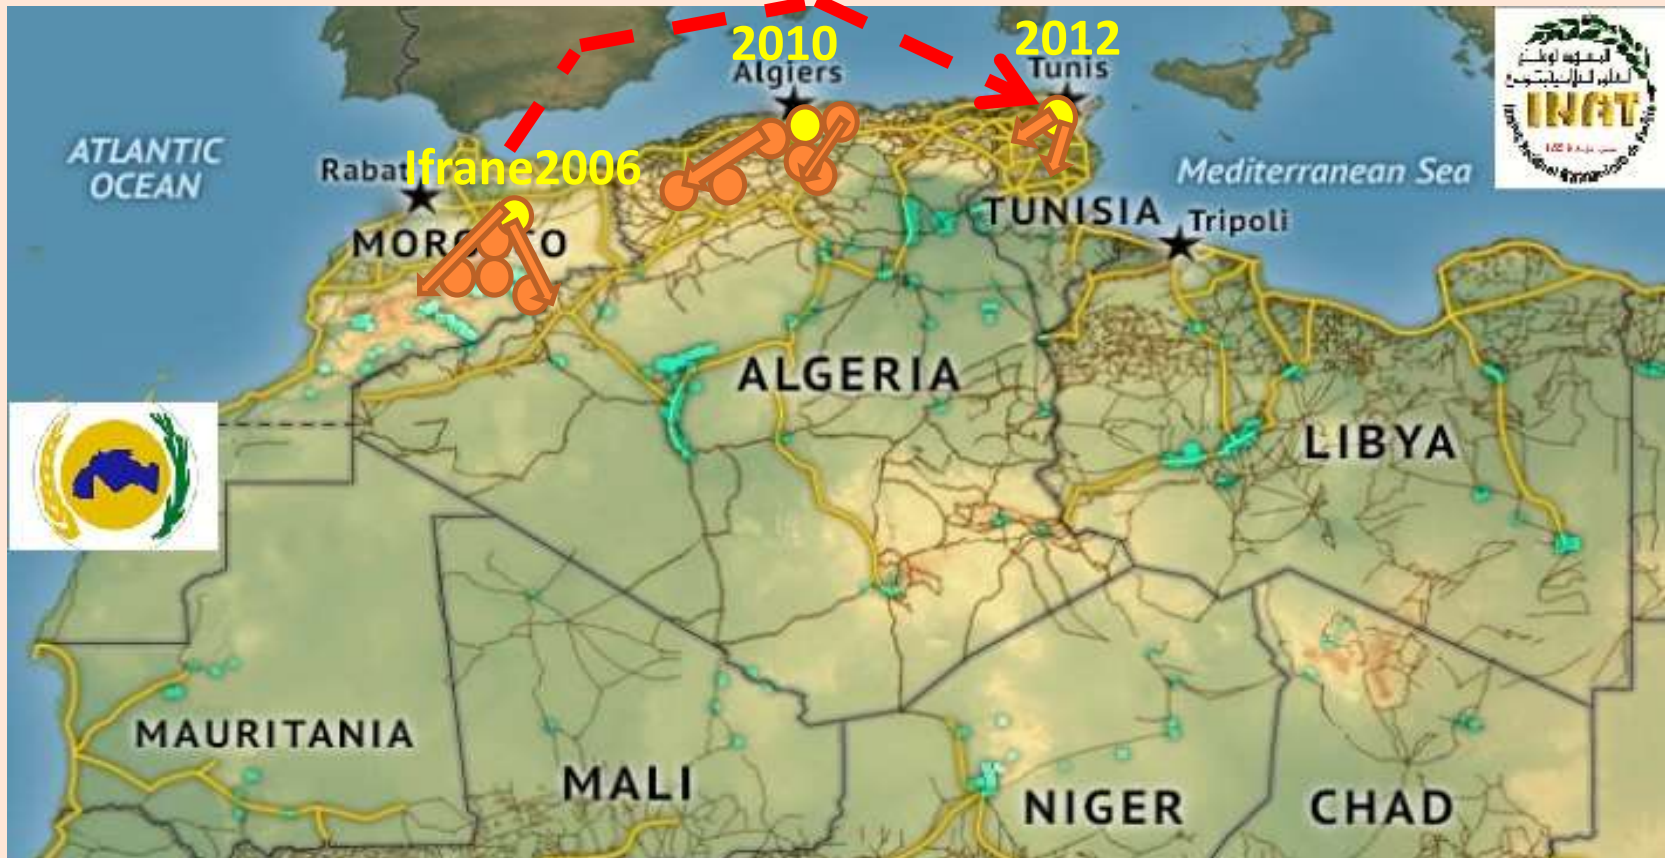 2010
2012
Algiers
Tunis
ATLANTIC
OCEAN
Rabat
Ifrane2006
Mediterranean Sea
INAT
MOROCCO
TUNISIA
Tripoli
ALGERIA
LIBYA
MAURITANIA
MALI
NIGER
CHAD